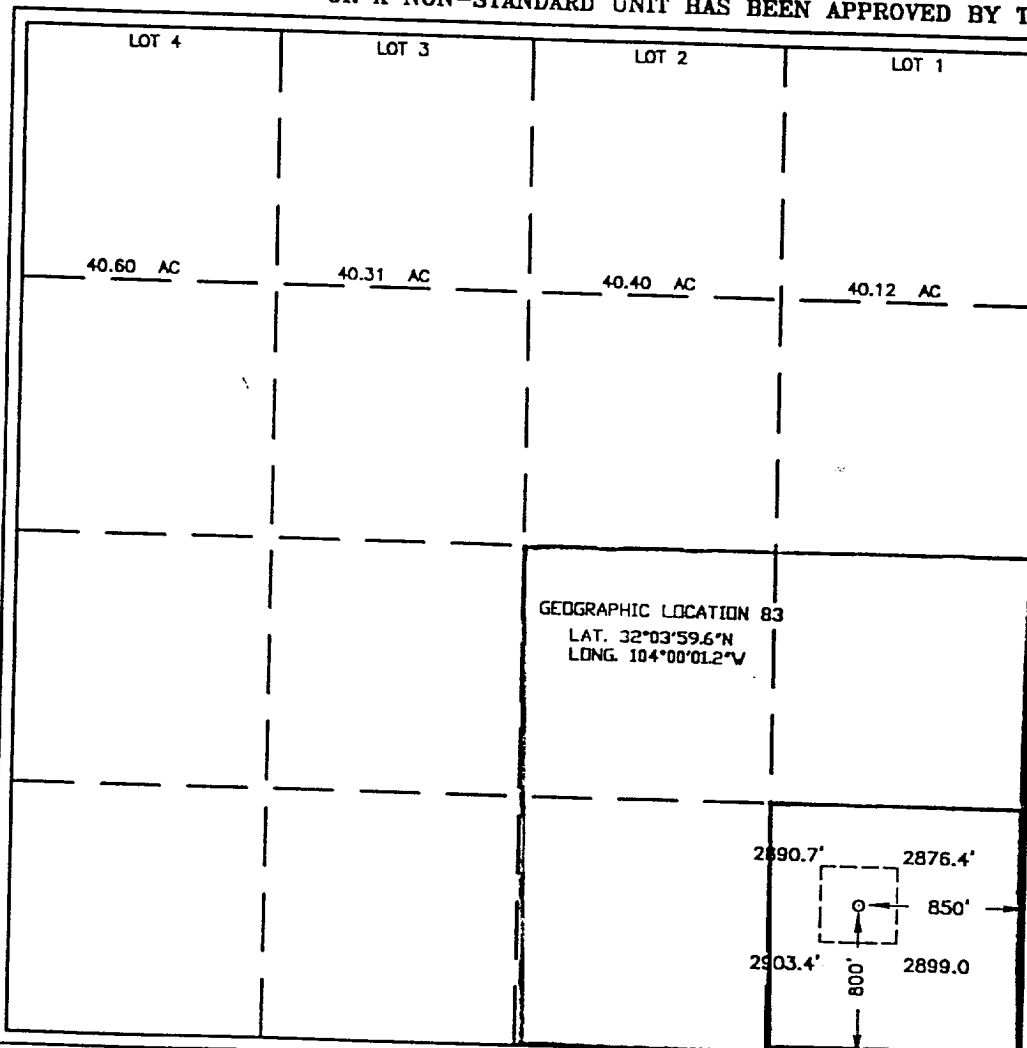 OR A NON-STANDARD UNIT HAS BEEN APPROVED BY T
LOT 4 LOT 3 LOT 2 LOT 1
40.60 AC 40.31 AC 40.40 AC 40.12 AC
GEOGRAPHIC LOCATION 83
LAT. 32°03'59.6"N
LONG. 104°00'01.2"W
2890.7' 2876.4'
850'
2903.4' 800' 2899.0